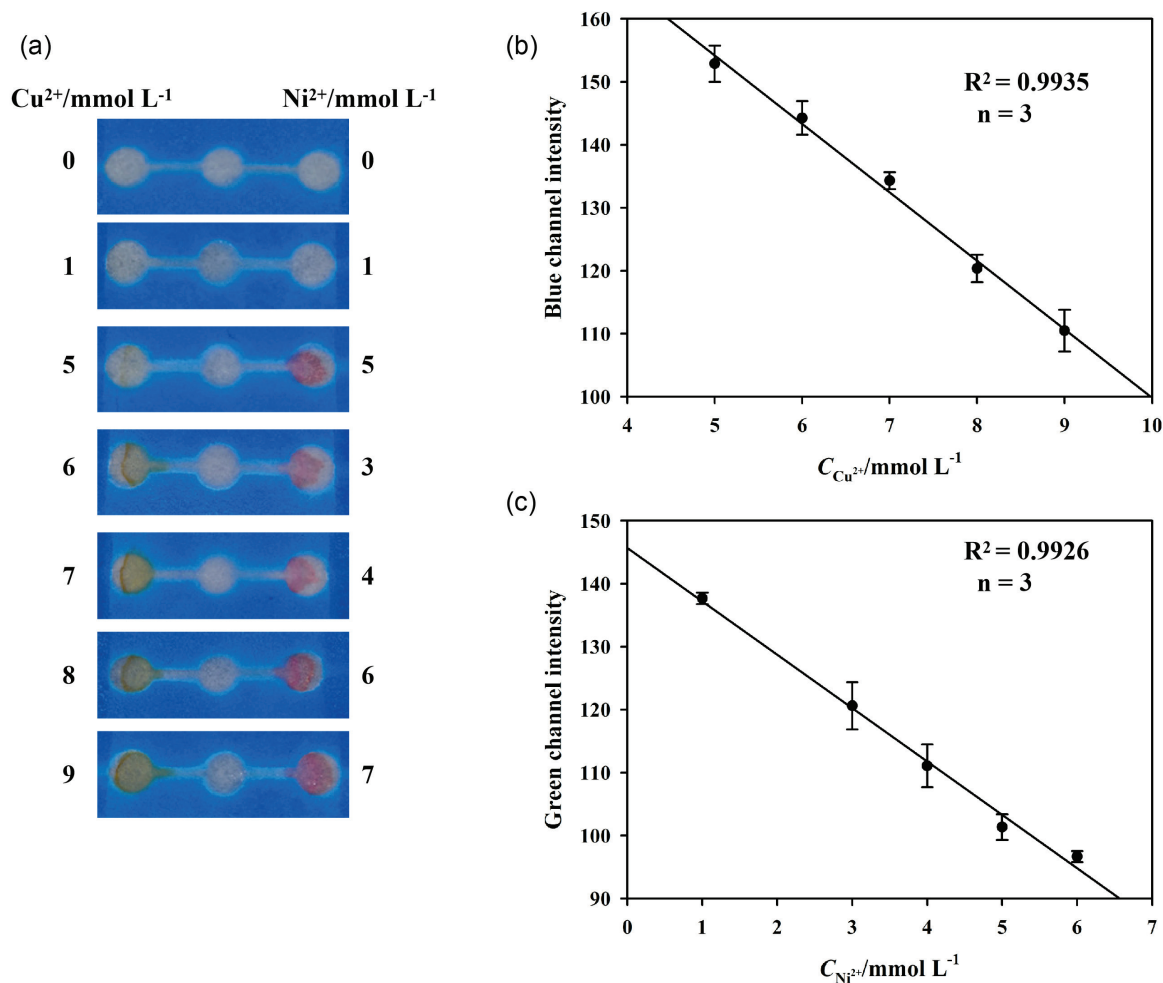 (a)
Cu²⁺/mmol L⁻¹ Ni²⁺/mmol L⁻¹
0 0
1 1
5 5
6 3
7 4
8 6
9 7
(b)
160
150
140
130
120
110
100
Blue channel intensity
R² = 0.9935
n = 3
4 5 6 7 8 9 10
C_Cu²⁺/mmol L⁻¹
(c)
150
140
130
120
110
100
90
Green channel intensity
R² = 0.9926
n = 3
0 1 2 3 4 5 6 7
C_Ni²⁺/mmol L⁻¹